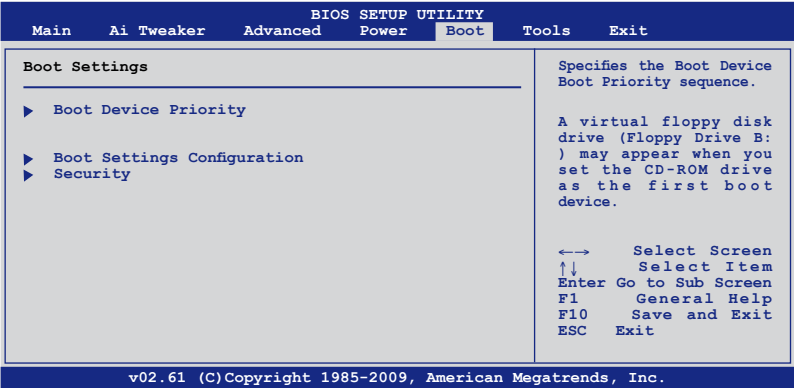 BIOS SETUP UTILITY
Main Ai Tweaker Advanced Power Boot Tools Exit
Boot Settings
Boot Device Priority
Boot Settings Configuration
Security
Specifies the Boot Device
Boot Priority sequence.
A virtual floppy disk
drive (Floppy Drive B:
) may appear when you
set the CD-ROM drive
as the first boot
device.
←→ Select Screen
↑↓ Select Item
Enter Go to Sub Screen
F1 General Help
F10 Save and Exit
ESC Exit
v02.61 (C)Copyright 1985-2009, American Megatrends, Inc.